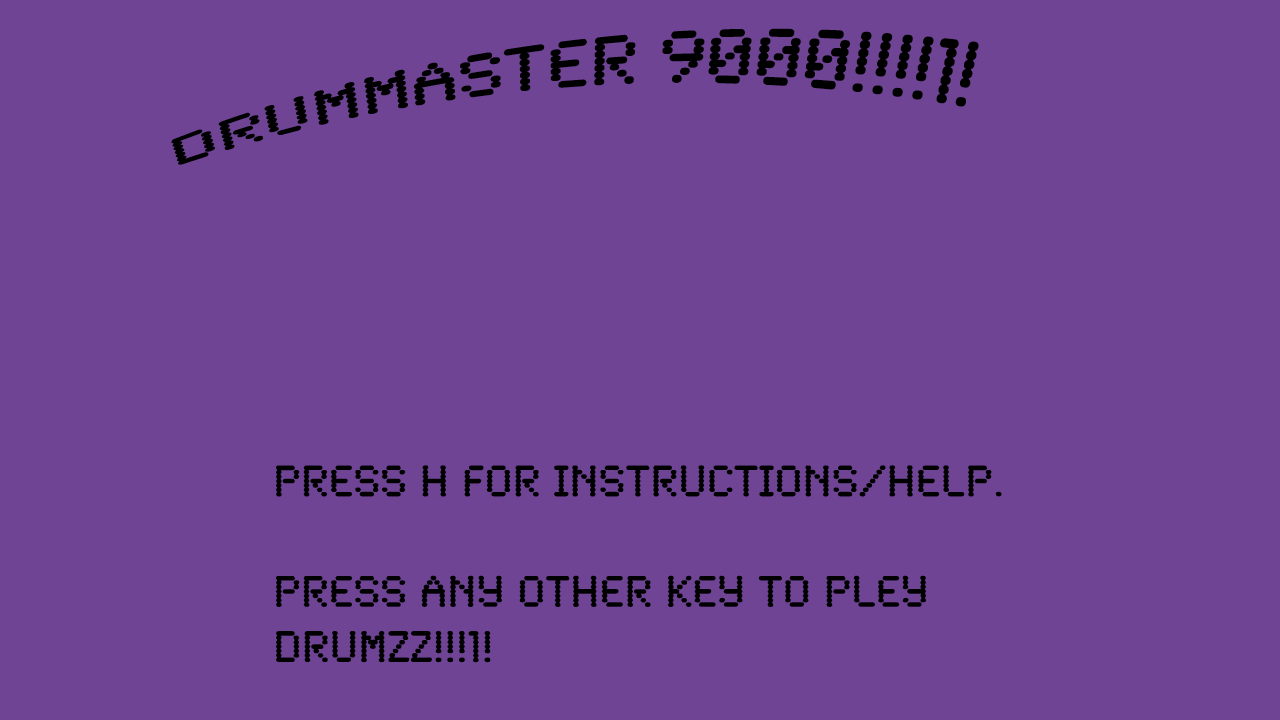 DRUMMASTER 9000!!!!1!
PRESS H FOR INSTRUCTIONS/HELP.
PRESS ANY OTHER KEY TO PLEY
DRUMZZ!!!1!